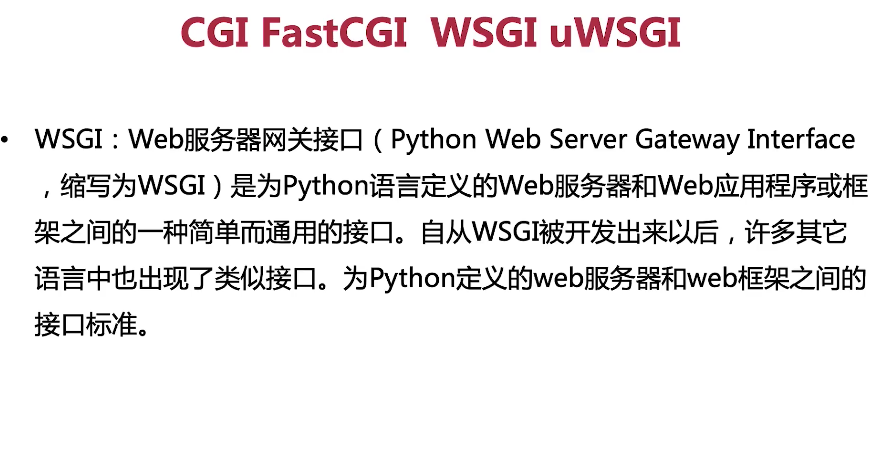 CGI FastCGI  WSGI uWSGI
• WSGI：Web服务器网关接口（Python Web Server Gateway Interface
，缩写为WSGI）是为Python语言定义的Web服务器和Web应用程序或框
架之间的一种简单而通用的接口。自从WSGI被开发出来以后，许多其它
语言中也出现了类似接口。为Python定义的web服务器和web框架之间的
接口标准。